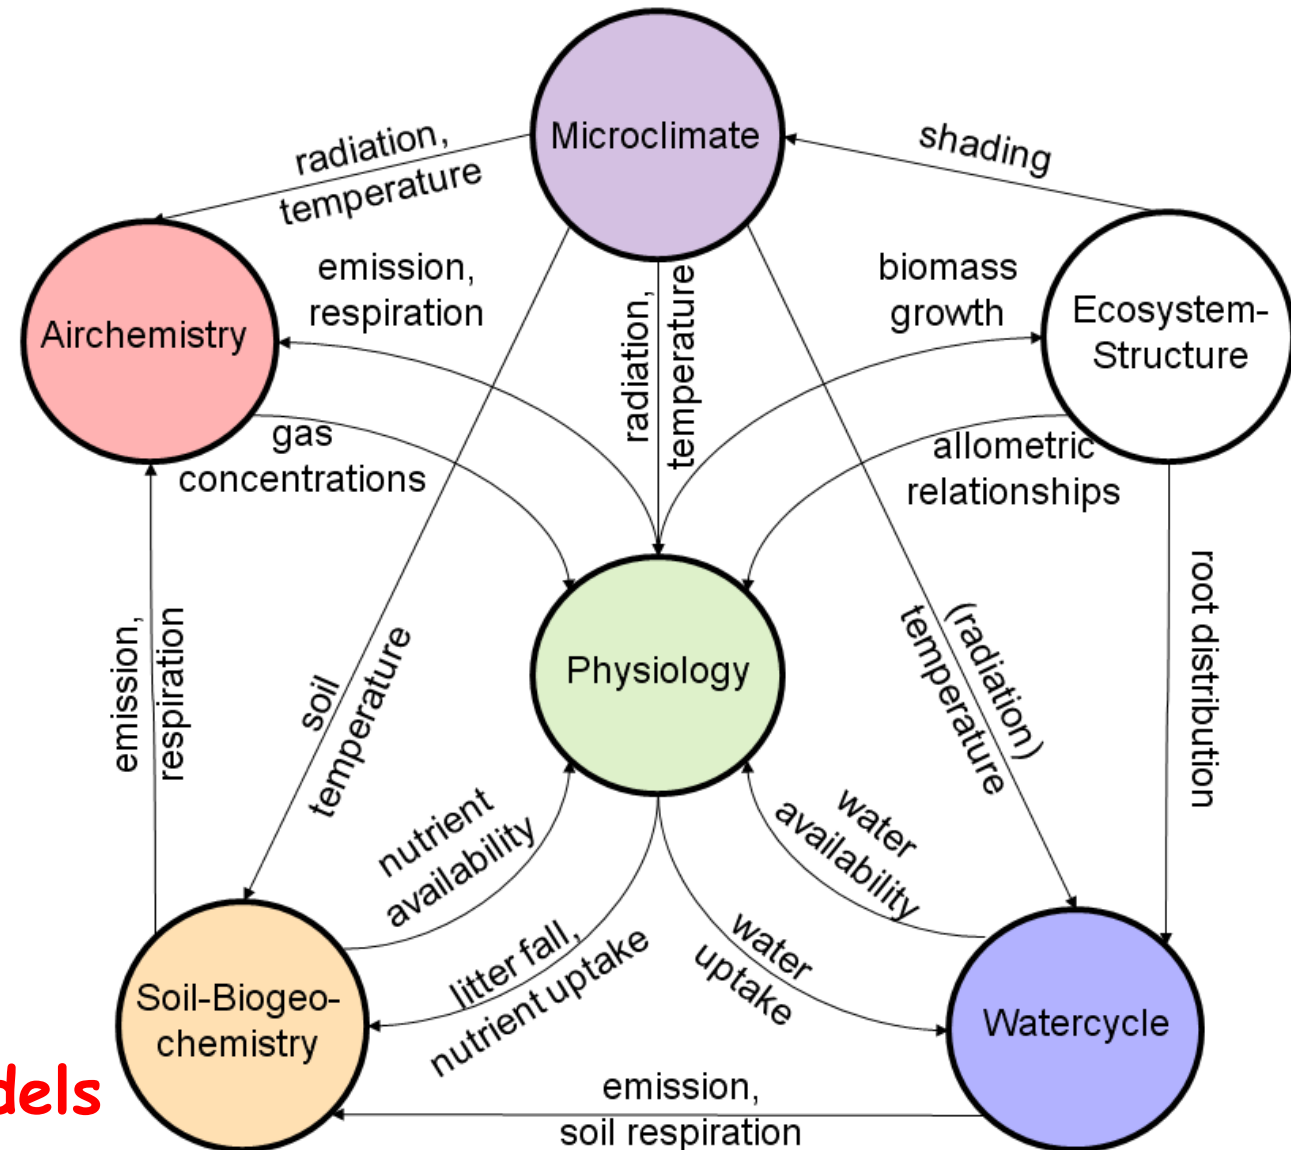 Microclimate
shading
radiation,
temperature
emission,
respiration
radiation,
temperature
biomass
growth
Ecosystem-
Structure
Airchemistry
gas
concentrations
allometric
relationships
root distribution
(radiation)
temperature
emission,
respiration
soil
temperature
Physiology
nutrient
availability
water
availability
litter fall,
nutrient uptake
water
uptake
Soil-Biogeo-
chemistry
Watercycle
dels
emission,
soil respiration